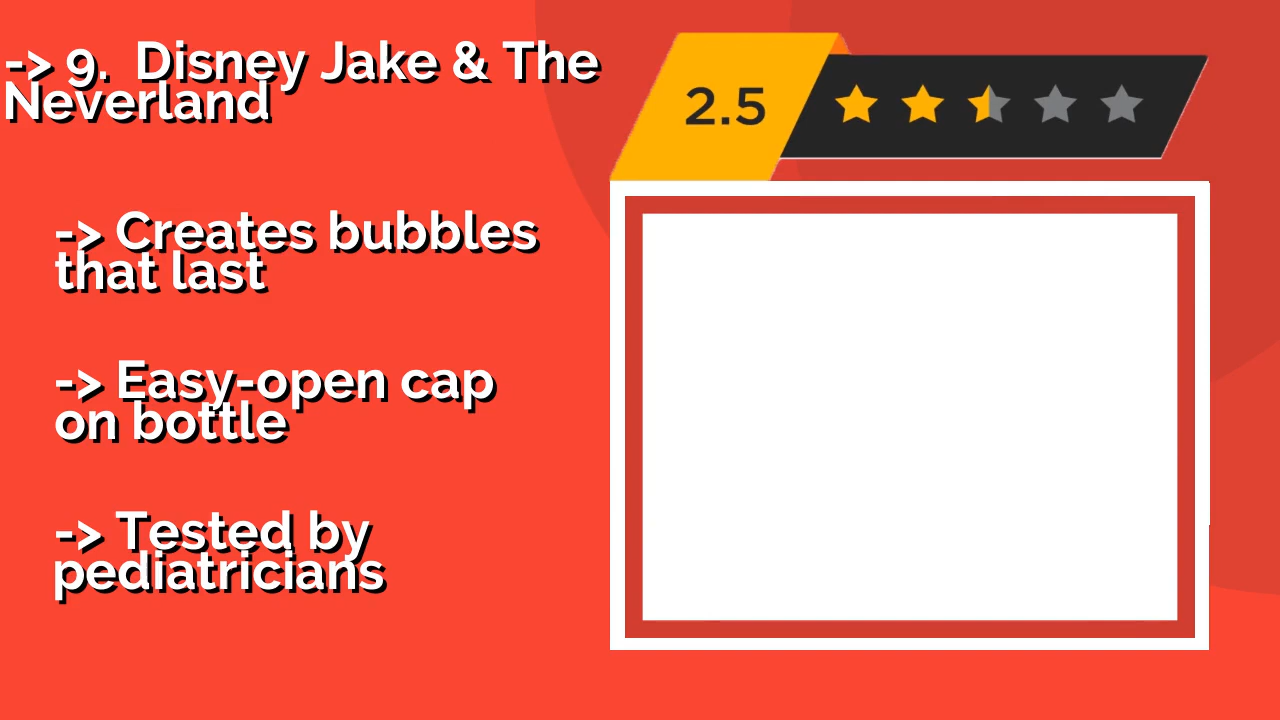 -> 9. Disney Jake & The
Neverland
2.5
-> Creates bubbles
that last
-> Easy-open cap
on bottle
-> Tested by
pediatricians